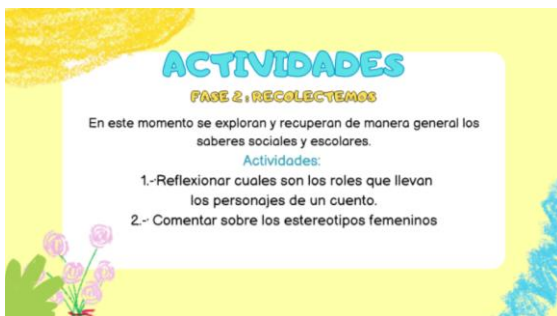 ACTIVIDADES
FASE 2: RECOLECTEMOS
En este momento se exploran y recuperan de manera general los
saberes sociales y escolares.
Actividades:
1.-Reflexionar cuales son los roles que llevan
los personajes de un cuento.
2.- Comentar sobre los estereotipos femeninos